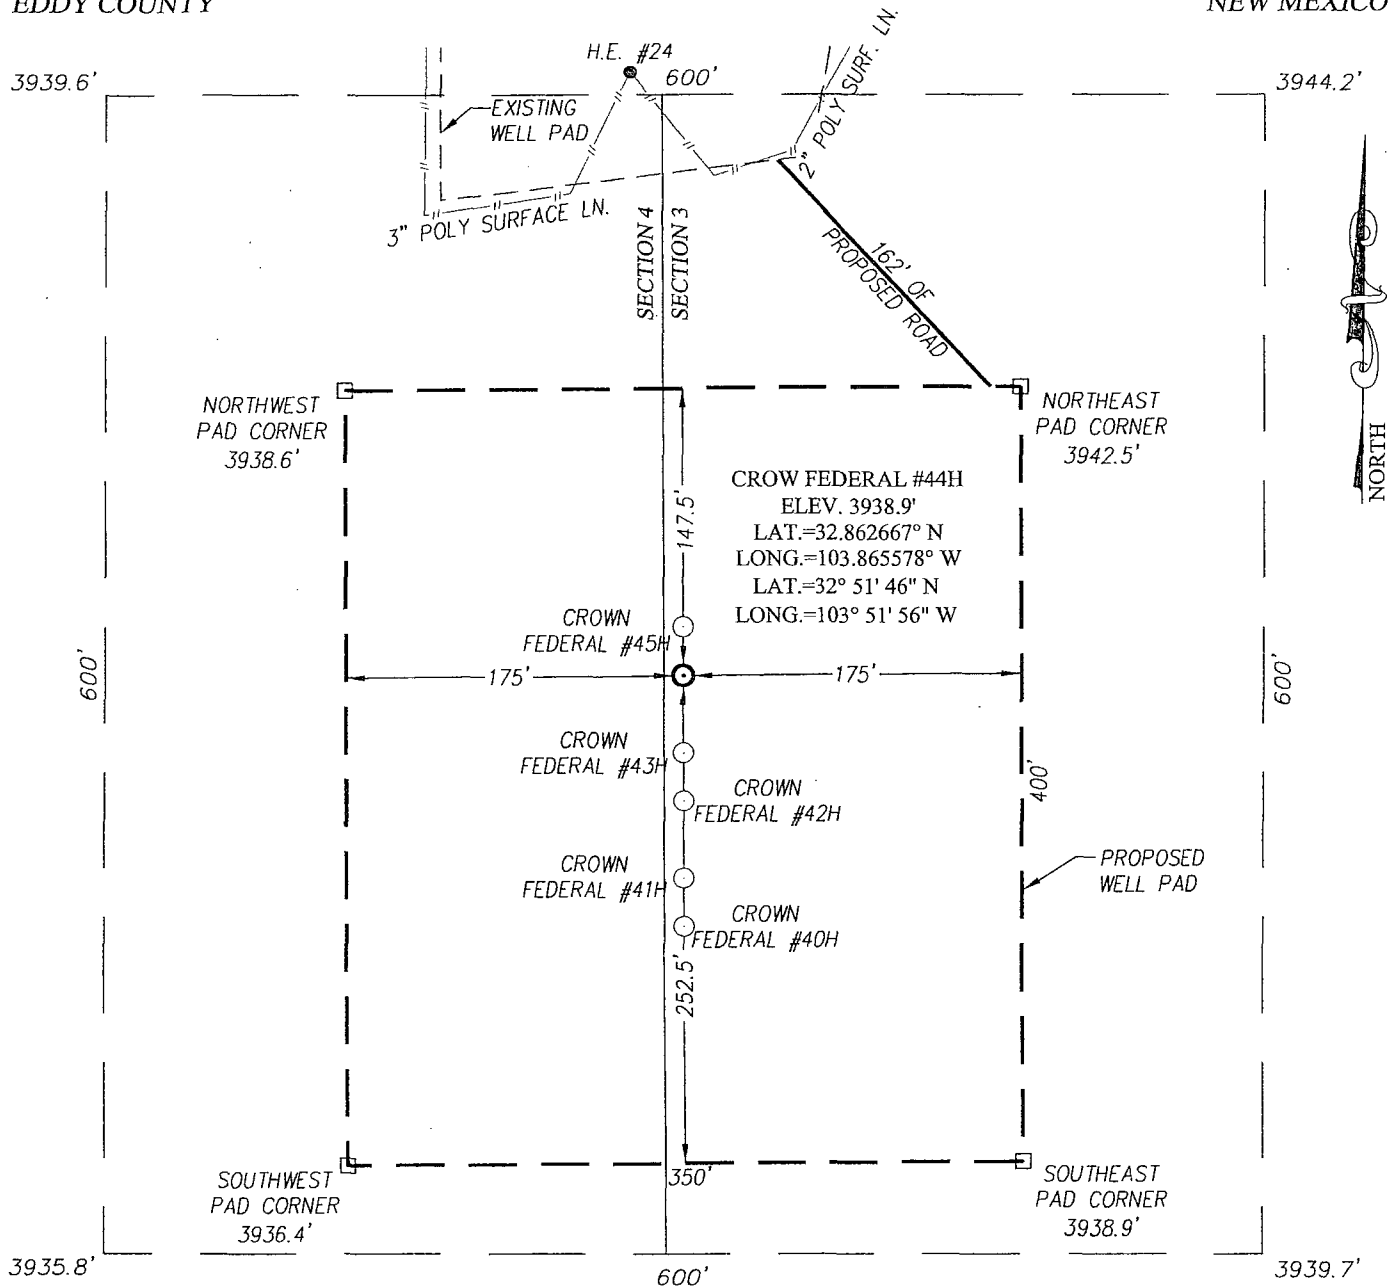 EDDY COUNTY
NEW MEXICO
3939.6'
H.E. #24
600'
3944.2'
EXISTING
WELL PAD
2" POLY SURF. LN.
3" POLY SURFACE LN.
SECTION 4
SECTION 3
162' OF
PROPOSED ROAD
NORTH
NORTHWEST
PAD CORNER
3938.6'
NORTHEAST
PAD CORNER
3942.5'
147.5'
CROW FEDERAL #44H
ELEV. 3938.9'
LAT.=32.862667° N
LONG.=103.865578° W
LAT.=32° 51' 46" N
LONG.=103° 51' 56" W
CROWN
FEDERAL #45H
600'
175'
175'
600'
CROWN
FEDERAL #43H
CROWN
FEDERAL #42H
400'
CROWN
FEDERAL #41H
PROPOSED
WELL PAD
CROWN
FEDERAL #40H
252.5'
350'
SOUTHWEST
PAD CORNER
3936.4'
SOUTHEAST
PAD CORNER
3938.9'
3935.8'
600'
3939.7'